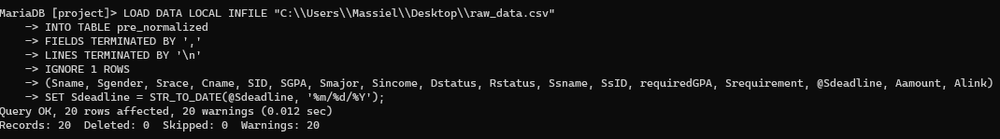 MariaDB [project]> LOAD DATA LOCAL INFILE "C:\\Users\\Massiel\\Desktop\\raw_data.csv"
    -> INTO TABLE pre_normalized
    -> FIELDS TERMINATED BY ','
    -> LINES TERMINATED BY '\n'
    -> IGNORE 1 ROWS
    -> (Sname, Sgender, Srace, Cname, SID, SGPA, Smajor, Sincome, Dstatus, Rstatus, Ssname, SsID, requiredGPA, Srequirement, @Sdeadline, Aamount, Alink)
    -> SET Sdeadline = STR_TO_DATE(@Sdeadline, '%m/%d/%Y');
Query OK, 20 rows affected, 20 warnings (0.012 sec)
Records: 20  Deleted: 0  Skipped: 0  Warnings: 20